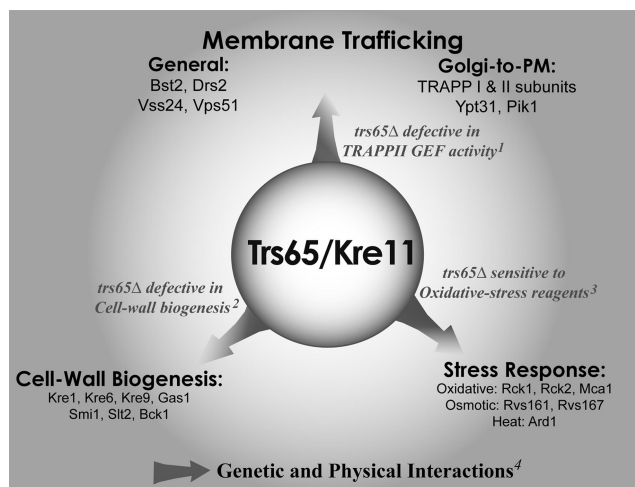 Membrane Trafficking
General:
Bst2, Drs2
Vss24, Vps51
Golgi-to-PM:
TRAPP I & II subunits
Ypt31, Pik1
trs65Δ defective in
TRAPPII GEF activity1
Trs65/Kre11
trs65Δ defective in
Cell-wall biogenesis2
trs65Δ sensitive to
Oxidative-stress reagents3
Cell-Wall Biogenesis:
Kre1, Kre6, Kre9, Gas1
Smi1, Slt2, Bck1
Stress Response:
Oxidative: Rck1, Rck2, Mca1
Osmotic: Rvs161, Rvs167
Heat: Ard1
Genetic and Physical Interactions4